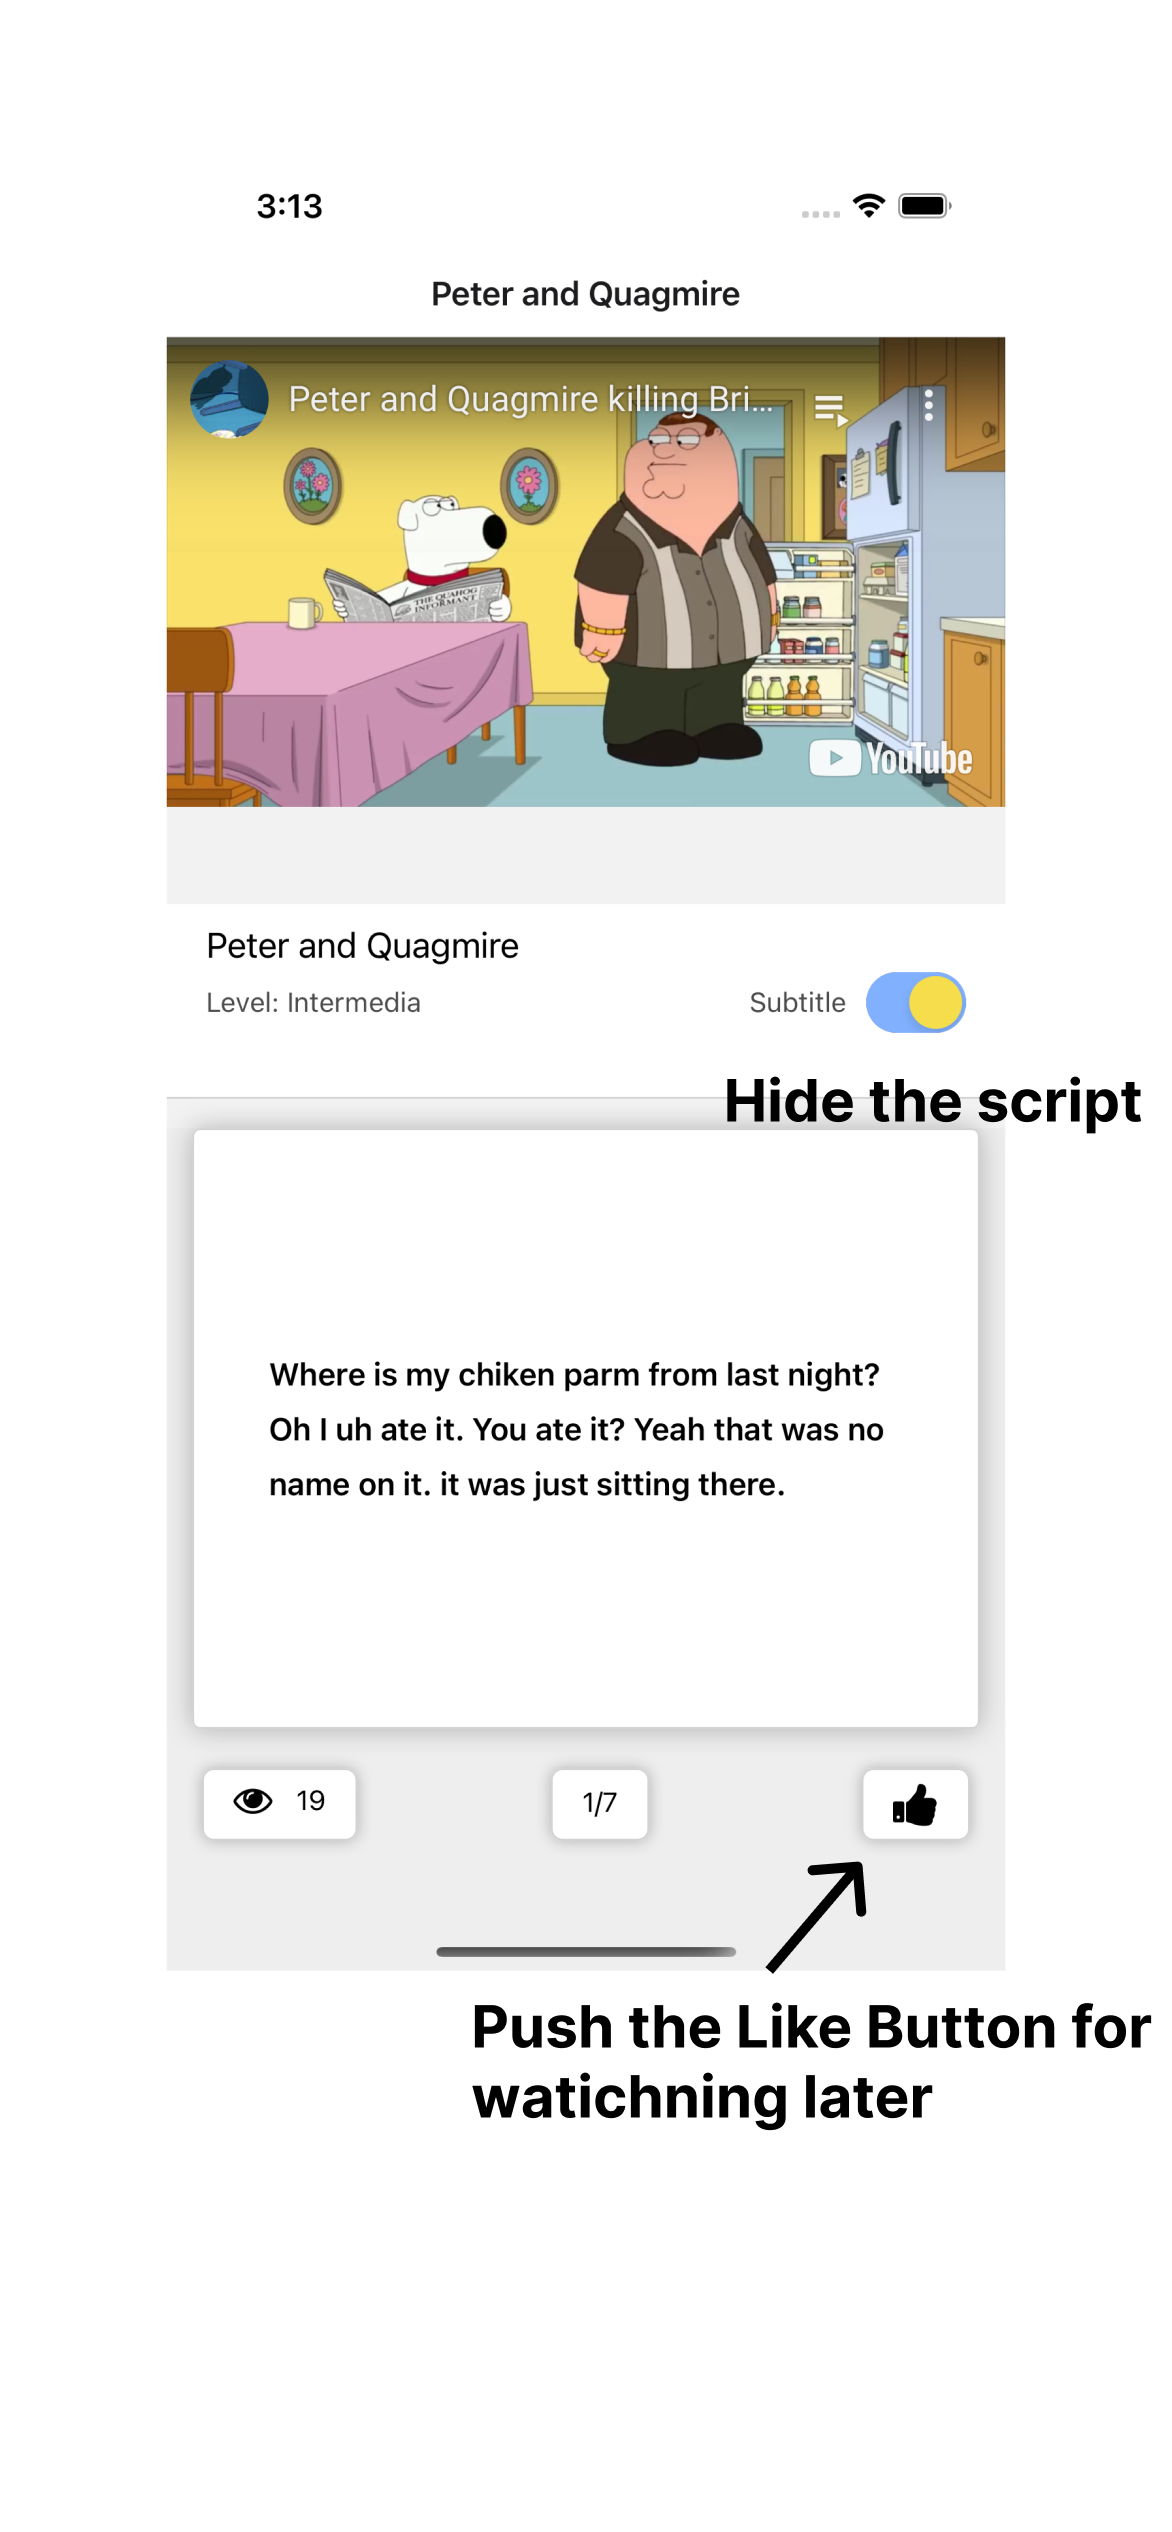 3:13
Peter and Quagmire
Peter and Quagmire killing Bri...
THE QUAHOG
INFORMANT
YouTube
Peter and Quagmire
Level: Intermedia
Subtitle
Hide the script
Where is my chiken parm from last night?
Oh I uh ate it. You ate it? Yeah that was no
name on it. it was just sitting there.
19
1/7
Push the Like Button for
watichning later